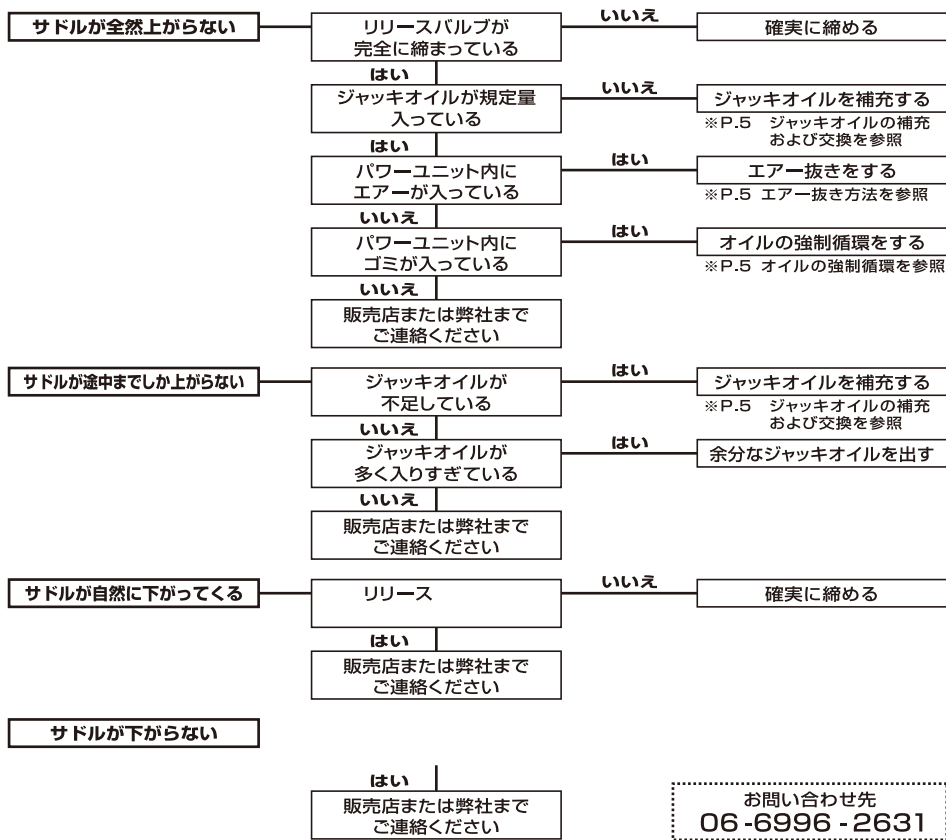 サドルが全然上がらない
リリースバルブが
完全に締まっている
いいえ
確実に締める
はい
ジャッキオイルが規定量
入っている
いいえ
ジャッキオイルを補充する
※P.5 ジャッキオイルの補充
および交換を参照
はい
パワーユニット内に
エアーが入っている
はい
エアー抜きをする
※P.5 エアー抜き方法を参照
いいえ
パワーユニット内に
ゴミが入っている
はい
オイルの強制循環をする
※P.5 オイルの強制循環を参照
いいえ
販売店または弊社まで
ご連絡ください
サドルが途中までしか上がらない
ジャッキオイルが
不足している
はい
ジャッキオイルを補充する
※P.5 ジャッキオイルの補充
および交換を参照
いいえ
ジャッキオイルが
多く入りすぎている
はい
余分なジャッキオイルを出す
いいえ
販売店または弊社まで
ご連絡ください
サドルが自然に下がってくる
リリース
いいえ
確実に締める
はい
販売店または弊社まで
ご連絡ください
サドルが下がらない
はい
販売店または弊社まで
ご連絡ください
お問い合わせ先
06-6996-2631